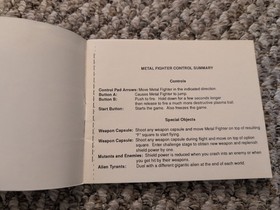 METAL FIGHTER CONTROL SUMMARY
Controls
Control Pad Arrows: Move Metal Fighter in the indicated direction
Button A: Causes Metal Fighter to jump
Button B: Push to fire. Hold down for a few seconds longer
then release to fire a much more destructive plasma ball.
Start Button: Starts the game. Also freezes the game.
Special Objects
Weapon Capsule: Shoot any weapon capsule and move Metal Fighter on top of resulting
square to start flying.
Weapon Capsule: Shoot any weapon capsule during flight and move on top of option
square. Enter challenge stages to obtain new weapon and replenish
shield power by one.
Mutants and Enemies: Shield power is reduced when you crash into an enemy or when
you get hit by their weapons.
Alien Tyrants: Duel with a different gigantic alien at the end of each world.